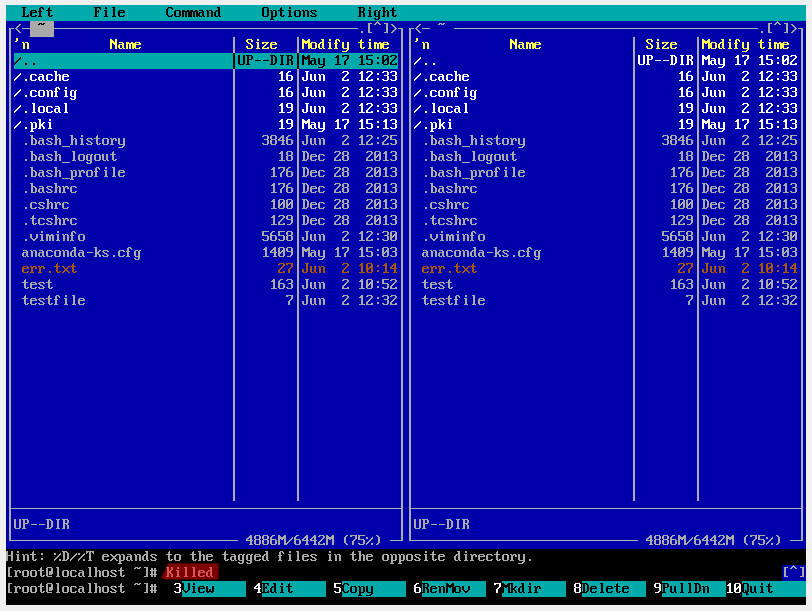 Left File Command Options Right
<─ ~ ─.[^]>
'n Name Size Modify time
/.. UP--DIR May 17 15:02
/.cache 16 Jun 2 12:33
/.config 16 Jun 2 12:33
/.local 19 Jun 2 12:33
/.pki 19 May 17 15:13
.bash_history 3846 Jun 2 12:25
.bash_logout 18 Dec 28 2013
.bash_profile 176 Dec 28 2013
.bashrc 176 Dec 28 2013
.cshrc 100 Dec 28 2013
.tcshrc 129 Dec 28 2013
.viminfo 5658 Jun 2 12:30
anaconda-ks.cfg 1409 May 17 15:03
err.txt 27 Jun 2 10:14
test 163 Jun 2 10:52
testfile 7 Jun 2 12:32
UP--DIR
4886M/6442M (75%)
<─ ~ ─.[^]>
'n Name Size Modify time
/.. UP--DIR May 17 15:02
/.cache 16 Jun 2 12:33
/.config 16 Jun 2 12:33
/.local 19 Jun 2 12:33
/.pki 19 May 17 15:13
.bash_history 3846 Jun 2 12:25
.bash_logout 18 Dec 28 2013
.bash_profile 176 Dec 28 2013
.bashrc 176 Dec 28 2013
.cshrc 100 Dec 28 2013
.tcshrc 129 Dec 28 2013
.viminfo 5658 Jun 2 12:30
anaconda-ks.cfg 1409 May 17 15:03
err.txt 27 Jun 2 10:14
test 163 Jun 2 10:52
testfile 7 Jun 2 12:32
UP--DIR
4886M/6442M (75%)
Hint: %D/%T expands to the tagged files in the opposite directory.
[root@localhost ~]# Killed [^]
[root@localhost ~]# 3View 4Edit 5Copy 6RenMov 7Mkdir 8Delete 9PullDn 10Quit